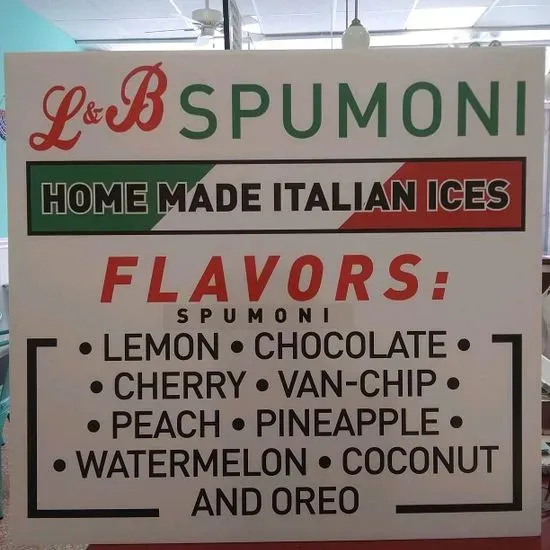 L&B SPUMONI
HOME MADE ITALIAN ICES
FLAVORS:
SPUMONI
• LEMON • CHOCOLATE •
• CHERRY • VAN-CHIP •
• PEACH • PINEAPPLE •
• WATERMELON • COCONUT
AND OREO